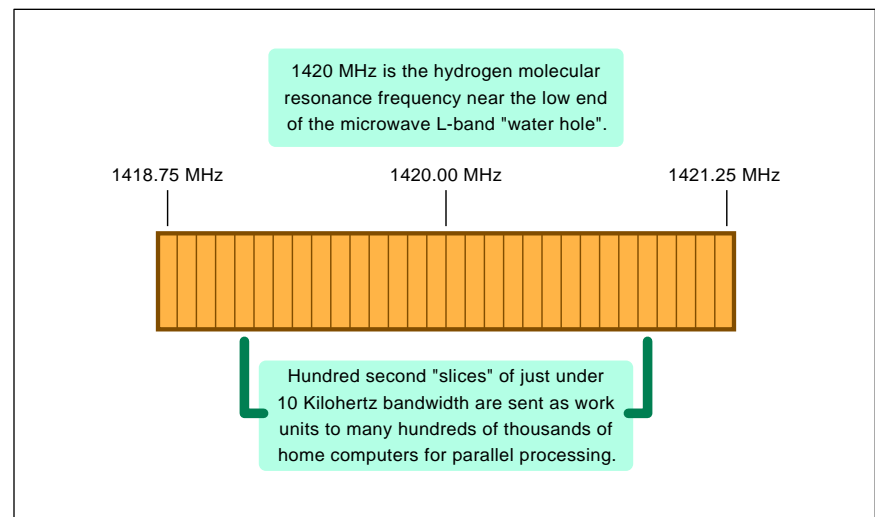 1420 MHz is the hydrogen molecular
resonance frequency near the low end
of the microwave L-band "water hole".
1418.75 MHz
1420.00 MHz
1421.25 MHz
Hundred second "slices" of just under
10 Kilohertz bandwidth are sent as work
units to many hundreds of thousands of
home computers for parallel processing.